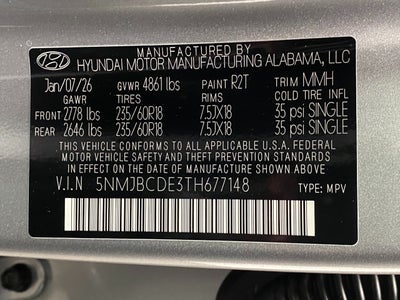 MANUFACTURED BY
HYUNDAI MOTOR MANUFACTURING ALABAMA, LLC
Jan/07/26 GVWR 4861 lbs PAINT R2T TRIM MMH
GAWR TIRES RIMS COLD TIRE INFL
FRONT 2778 lbs 235/60R18 7.5JX18 35 psi SINGLE
REAR 2646 lbs 235/60R18 7.5JX18 35 psi SINGLE
THIS VEHICLE CONFORMS TO ALL APPLICABLE U.S.A. FEDERAL
MOTOR VEHICLE SAFETY AND THEFT PREVENTION STANDARDS IN
EFFECT ON THE DATE OF MANUFACTURE SHOWN ABOVE.
V.I.N 5NMJBCDE3TH677148 TYPE: MPV